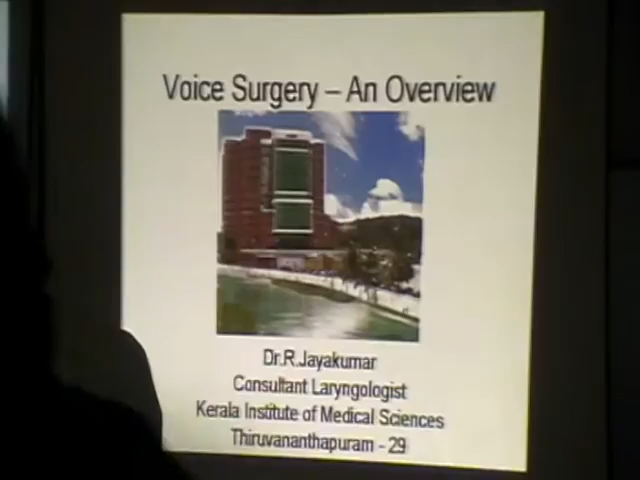 Voice Surgery – An Overview
Dr.R.Jayakumar
Consultant Laryngologist
Kerala Institute of Medical Sciences
Thiruvananthapuram - 29